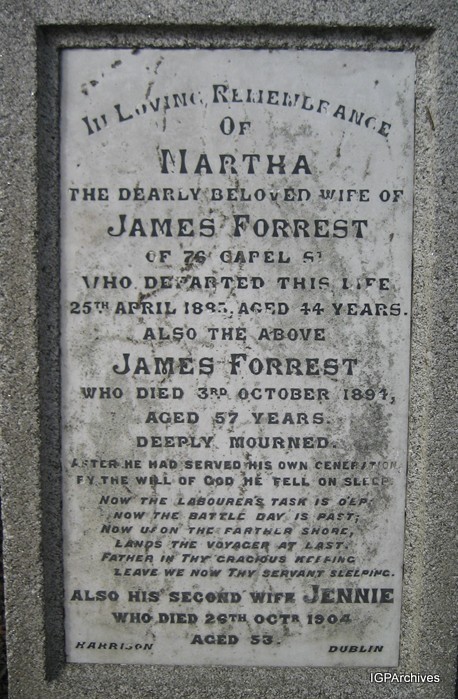 In Loving Remembrance
Of
Martha
the dearly beloved wife of
James Forrest
of 76 Capel St
who departed this life
25th April 1885, aged 44 years.
Also the above
James Forrest
who died 3rd October 1894,
aged 57 years.
Deeply mourned.
After he had served his own generation
by the will of God he fell on sleep
Now the labourer's task is o'er,
Now the battle day is past;
Now upon the farther shore,
Lands the voyager at last.
Father in Thy gracious keeping
Leave we now Thy servant sleeping.
Also his second wife Jennie
who died 26th Octr 1904
aged 53.
Harrison Dublin
IGPArchives